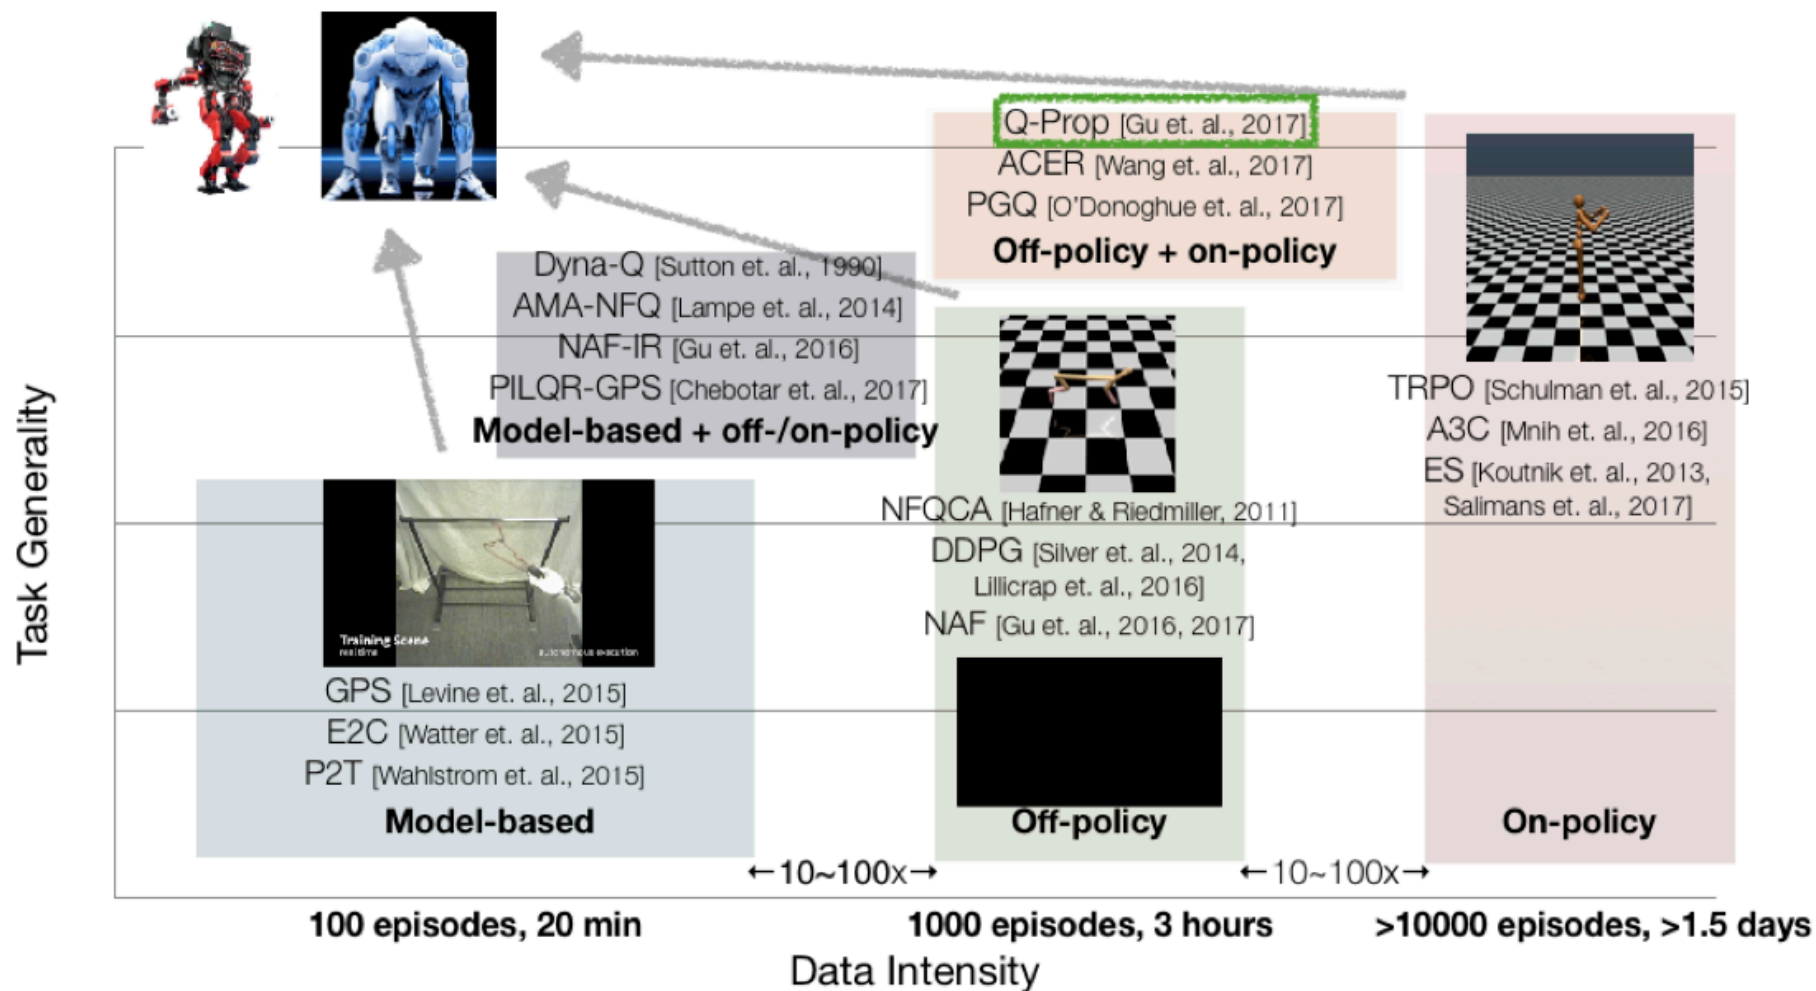 Q-Prop [Gu et. al., 2017]
ACER [Wang et. al., 2017]
PGQ [O'Donoghue et. al., 2017]
Off-policy + on-policy
Dyna-Q [Sutton et. al., 1990]
AMA-NFQ [Lampe et. al., 2014]
NAF-IR [Gu et. al., 2016]
PILQR-GPS [Chebotar et. al., 2017]
Model-based + off-/on-policy
TRPO [Schulman et. al., 2015]
A3C [Mnih et. al., 2016]
ES [Koutnik et. al., 2013,
Salimans et. al., 2017]
NFQCA [Hafner & Riedmiller, 2011]
DDPG [Silver et. al., 2014,
Lillicrap et. al., 2016]
NAF [Gu et. al., 2016, 2017]
Task Generality
Training Scene
realtime
autonomous execution
GPS [Levine et. al., 2015]
E2C [Watter et. al., 2015]
P2T [Wahlstrom et. al., 2015]
Model-based
Off-policy
On-policy
←10~100x→
←10~100x→
100 episodes, 20 min
1000 episodes, 3 hours
>10000 episodes, >1.5 days
Data Intensity